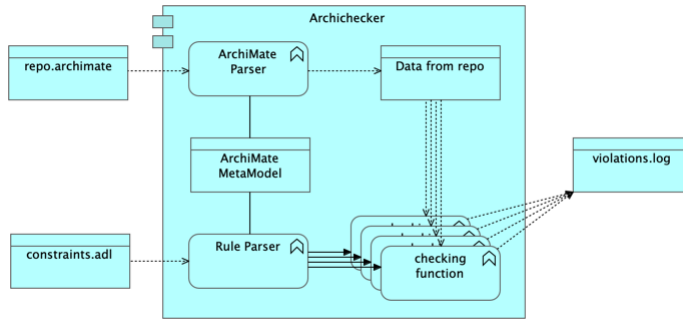 Archichecker
repo.archimate
ArchiMate
Parser
Data from repo
ArchiMate
MetaModel
violations.log
constraints.adl
Rule Parser
checking
function